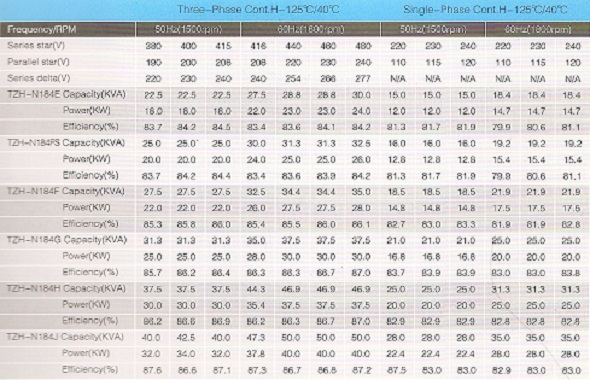 Three-Phase Cont.H-125℃/40℃ Single-Phase Cont.H-125℃/40℃
Frequency/RPM 50Hz(1500rpm) 60Hz(1800rpm) 50Hz(1500rpm) 60Hz(1800rpm)
Series star(V) 380 400 415 416 440 460 480 220 230 240 220 230 240
Parallel star(V) 190 200 208 208 220 230 240 110 115 120 110 115 120
Series delta(V) 220 230 240 240 254 266 277 N/A N/A N/A N/A N/A N/A
TZH-N184E Capacity(KVA) 22.5 22.5 22.5 27.5 28.8 28.8 30.0 15.0 15.0 15.0 18.4 18.4 18.4
Power(KW) 18.0 18.0 18.0 22.0 23.0 23.0 24.0 12.0 12.0 12.0 14.7 14.7 14.7
Efficiency(%) 83.7 84.2 84.5 83.4 83.6 84.1 84.2 81.3 81.7 81.9 79.9 80.6 81.1
TZH-N184FS Capacity(KVA) 25.0 25.0 25.0 30.0 31.3 31.3 32.5 16.0 16.0 16.0 19.2 19.2 19.2
Power(KW) 20.0 20.0 20.0 24.0 25.0 25.0 26.0 12.8 12.8 12.8 15.4 15.4 15.4
Efficiency(%) 83.7 84.2 84.4 83.4 83.6 83.9 84.2 81.3 81.7 81.9 79.9 80.6 81.1
TZH-N184F Capacity(KVA) 27.5 27.5 27.5 32.5 34.4 34.4 35.0 18.5 18.5 18.5 21.9 21.9 21.9
Power(KW) 22.0 22.0 22.0 26.0 27.5 27.5 28.0 14.8 14.8 14.8 17.5 17.5 17.5
Efficiency(%) 85.3 85.8 86.0 85.4 85.5 86.0 86.1 82.7 83.0 83.3 81.9 81.9 82.8
TZH-N184G Capacity(KVA) 31.3 31.3 31.3 35.0 37.5 37.5 37.5 21.0 21.0 21.0 25.0 25.0 25.0
Power(KW) 25.0 25.0 25.0 28.0 30.0 30.0 30.0 16.8 16.8 16.8 20.0 20.0 20.0
Efficiency(%) 85.7 86.2 86.4 86.3 86.3 86.7 87.0 83.7 83.9 83.9 83.0 83.0 83.8
TZH-N184H Capacity(KVA) 37.5 37.5 37.5 44.3 46.9 46.9 46.9 25.0 25.0 25.0 31.3 31.3 31.3
Power(KW) 30.0 30.0 30.0 35.4 37.5 37.5 37.5 20.0 20.0 20.0 25.0 25.0 25.0
Efficiency(%) 86.2 86.6 86.9 86.2 86.3 86.7 87.0 82.9 82.9 82.9 82.8 82.8 82.8
TZH-N184J Capacity(KVA) 40.0 42.5 40.0 47.3 50.0 50.0 50.0 28.0 28.0 28.0 35.0 35.0 35.0
Power(KW) 32.0 34.0 32.0 37.8 40.0 40.0 40.0 22.4 22.4 22.4 28.0 28.0 28.0
Efficiency(%) 87.6 86.6 87.1 87.3 86.7 86.8 87.2 87.5 83.0 83.0 82.9 83.0 83.0